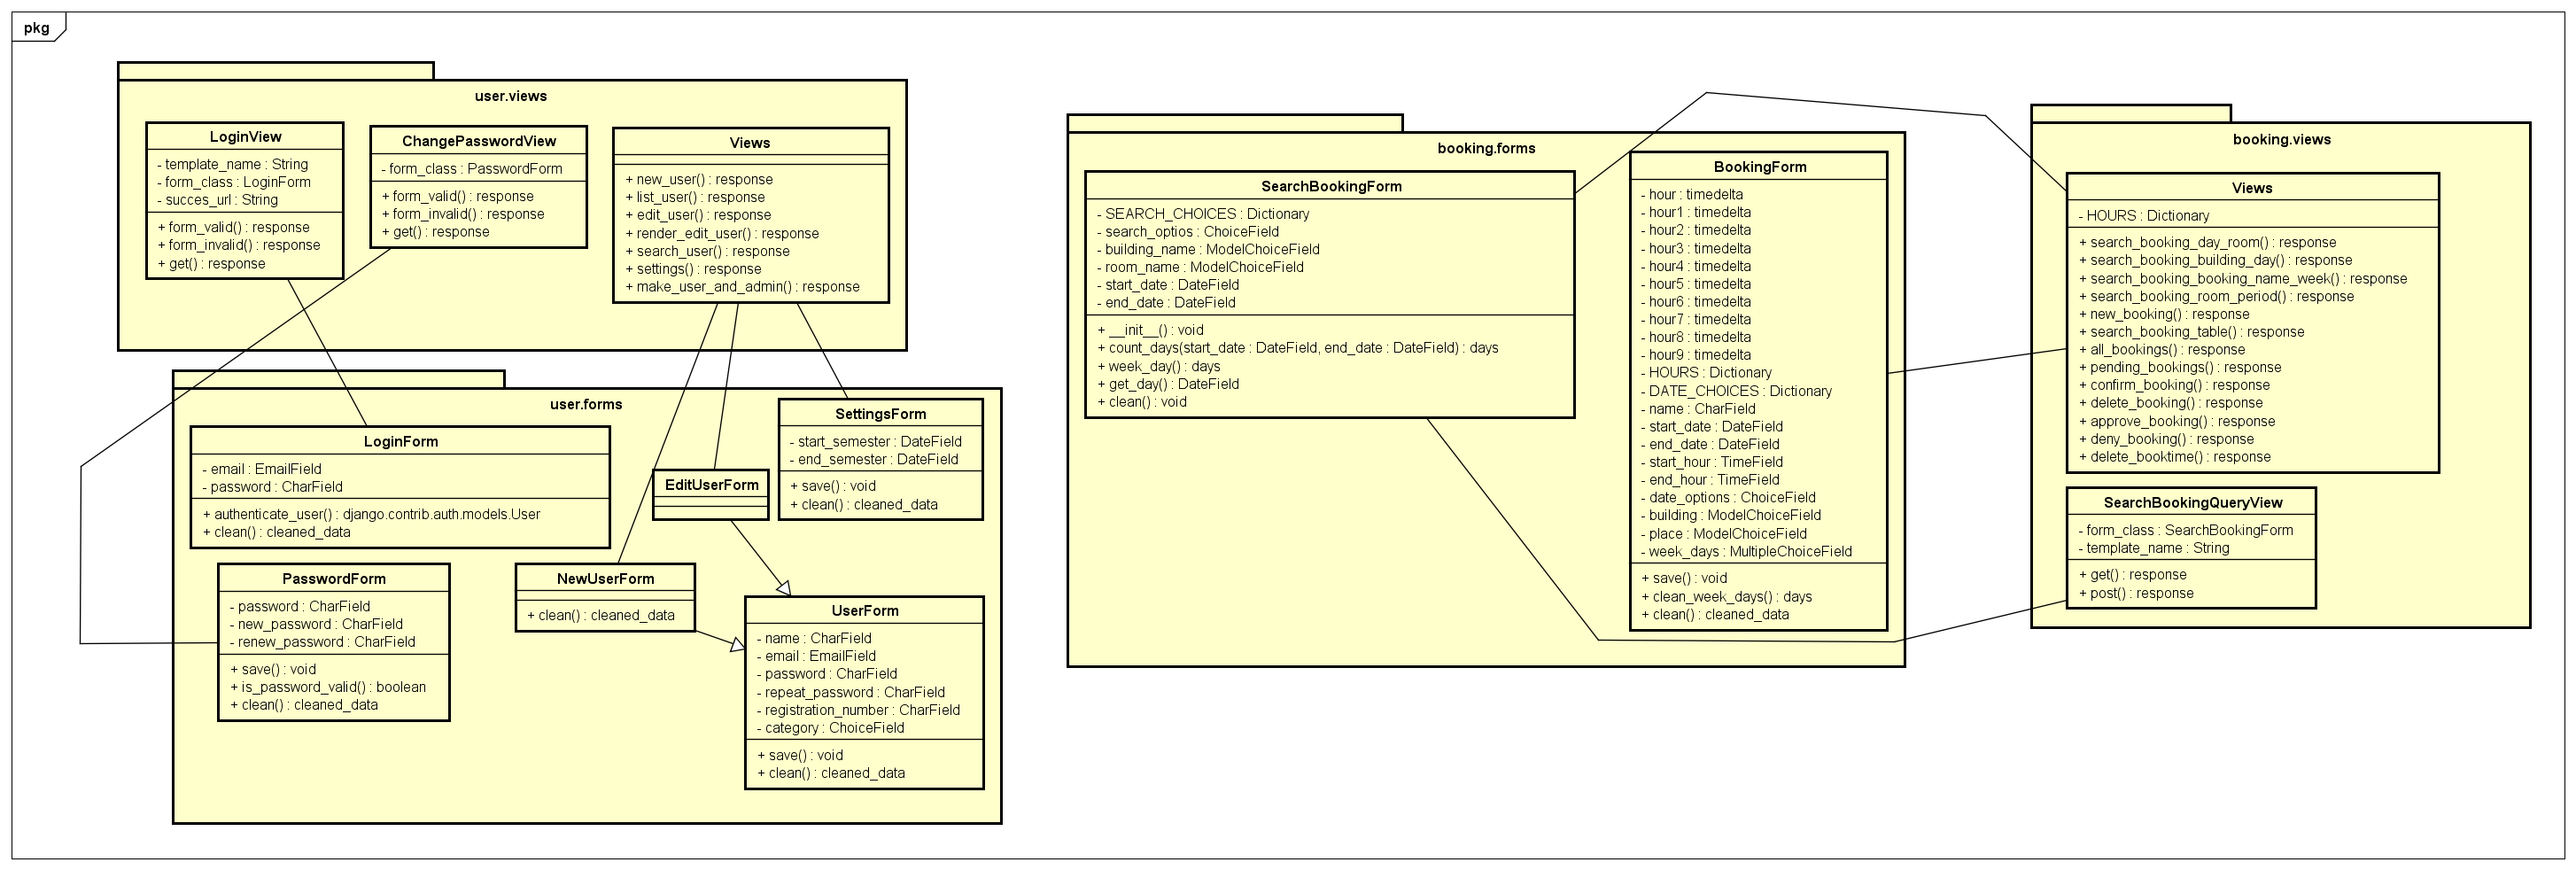 pkg
user.views
LoginView
- template_name : String
- form_class : LoginForm
- succes_url : String
+ form_valid() : response
+ form_invalid() : response
+ get() : response
ChangePasswordView
- form_class : PasswordForm
+ form_valid() : response
+ form_invalid() : response
+ get() : response
Views
+ new_user() : response
+ list_user() : response
+ edit_user() : response
+ render_edit_user() : response
+ search_user() : response
+ settings() : response
+ make_user_and_admin() : response
user.forms
LoginForm
- email : EmailField
- password : CharField
+ authenticate_user() : django.contrib.auth.models.User
+ clean() : cleaned_data
EditUserForm
SettingsForm
- start_semester : DateField
- end_semester : DateField
+ save() : void
+ clean() : cleaned_data
PasswordForm
- password : CharField
- new_password : CharField
- renew_password : CharField
+ save() : void
+ is_password_valid() : boolean
+ clean() : cleaned_data
NewUserForm
+ clean() : cleaned_data
UserForm
- name : CharField
- email : EmailField
- password : CharField
- repeat_password : CharField
- registration_number : CharField
- category : ChoiceField
+ save() : void
+ clean() : cleaned_data
booking.forms
SearchBookingForm
- SEARCH_CHOICES : Dictionary
- search_optios : ChoiceField
- building_name : ModelChoiceField
- room_name : ModelChoiceField
- start_date : DateField
- end_date : DateField
+ __init__() : void
+ count_days(start_date : DateField, end_date : DateField) : days
+ week_day() : days
+ get_day() : DateField
+ clean() : void
BookingForm
- hour : timedelta
- hour1 : timedelta
- hour2 : timedelta
- hour3 : timedelta
- hour4 : timedelta
- hour5 : timedelta
- hour6 : timedelta
- hour7 : timedelta
- hour8 : timedelta
- hour9 : timedelta
- HOURS : Dictionary
- DATE_CHOICES : Dictionary
- name : CharField
- start_date : DateField
- end_date : DateField
- start_hour : TimeField
- end_hour : TimeField
- date_options : ChoiceField
- building : ModelChoiceField
- place : ModelChoiceField
- week_days : MultipleChoiceField
+ save() : void
+ clean_week_days() : days
+ clean() : cleaned_data
booking.views
Views
- HOURS : Dictionary
+ search_booking_day_room() : response
+ search_booking_building_day() : response
+ search_booking_booking_name_week() : response
+ search_booking_room_period() : response
+ new_booking() : response
+ search_booking_table() : response
+ all_bookings() : response
+ pending_bookings() : response
+ confirm_booking() : response
+ delete_booking() : response
+ approve_booking() : response
+ deny_booking() : response
+ delete_booktime() : response
SearchBookingQueryView
- form_class : SearchBookingForm
- template_name : String
+ get() : response
+ post() : response